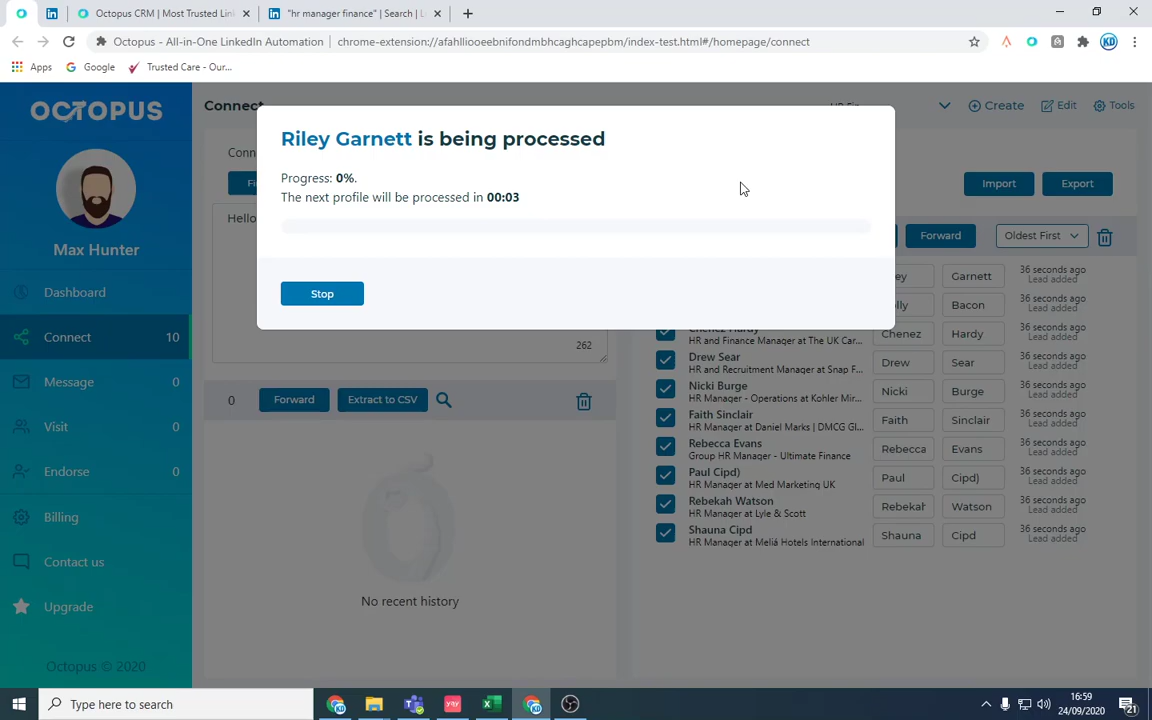 Octopus CRM | Most Trusted Lin
"hr manager finance" | Search | L
Octopus - All-in-One LinkedIn Automation
chrome-extension://afahlliooeebnifondmbhcaghcapepbm/index-test.html#/homepage/connect
KD
Apps
Google
Trusted Care - Our...
OCTOPUS
Max Hunter
Dashboard
Connect 10
Message 0
Visit 0
Endorse 0
Billing
Contact us
Upgrade
Octopus © 2020
Connect
Create
Edit
Tools
Riley Garnett is being processed
Progress: 0%.
The next profile will be processed in 00:03
Stop
Import
Export
Hello
262
Forward
Oldest First
Garnett
36 seconds ago
Lead added
Bacon
36 seconds ago
Lead added
Chenez Hardy
HR and Finance Manager at The UK Car...
Chenez
Hardy
36 seconds ago
Lead added
Drew Sear
HR and Recruitment Manager at Snap F...
Drew
Sear
36 seconds ago
Lead added
Nicki Burge
HR Manager - Operations at Kohler Mir...
Nicki
Burge
36 seconds ago
Lead added
Faith Sinclair
HR Manager at Daniel Marks | DMCG Gl...
Faith
Sinclair
36 seconds ago
Lead added
Rebecca Evans
Group HR Manager - Ultimate Finance
Rebecca
Evans
36 seconds ago
Lead added
Paul Cipd)
HR Manager at Med Marketing UK
Paul
Cipd)
36 seconds ago
Lead added
Rebekah Watson
HR Manager at Lyle & Scott
Rebekah
Watson
36 seconds ago
Lead added
Shauna Cipd
HR Manager at Meliá Hotels International
Shauna
Cipd
36 seconds ago
Lead added
0
Forward
Extract to CSV
No recent history
Type here to search
16:59
24/09/2020
21